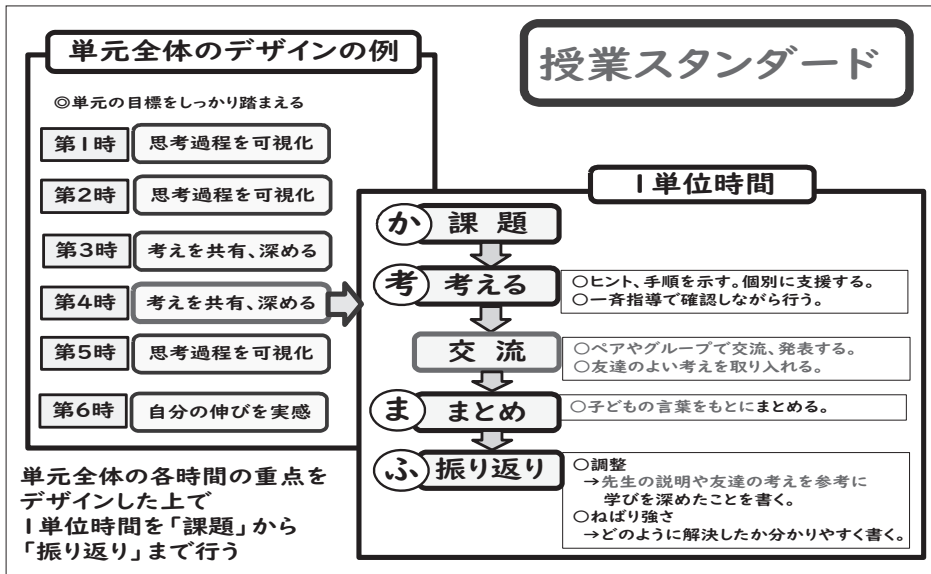 単元全体のデザインの例
授業スタンダード
◎単元の目標をしっかり踏まえる
第1時 思考過程を可視化
第2時 思考過程を可視化
第3時 考えを共有、深める
第4時 考えを共有、深める
第5時 思考過程を可視化
第6時 自分の伸びを実感
単元全体の各時間の重点を
デザインした上で
1単位時間を「課題」から
「振り返り」まで行う
1単位時間
か 課題
考 考える
○ヒント、手順を示す。個別に支援する。
○一斉指導で確認しながら行う。
交流
○ペアやグループで交流、発表する。
○友達のよい考えを取り入れる。
ま まとめ
○子どもの言葉をもとにまとめる。
ふ 振り返り
○調整
→先生の説明や友達の考えを参考に
学びを深めたことを書く。
○ねばり強さ
→どのように解決したか分かりやすく書く。